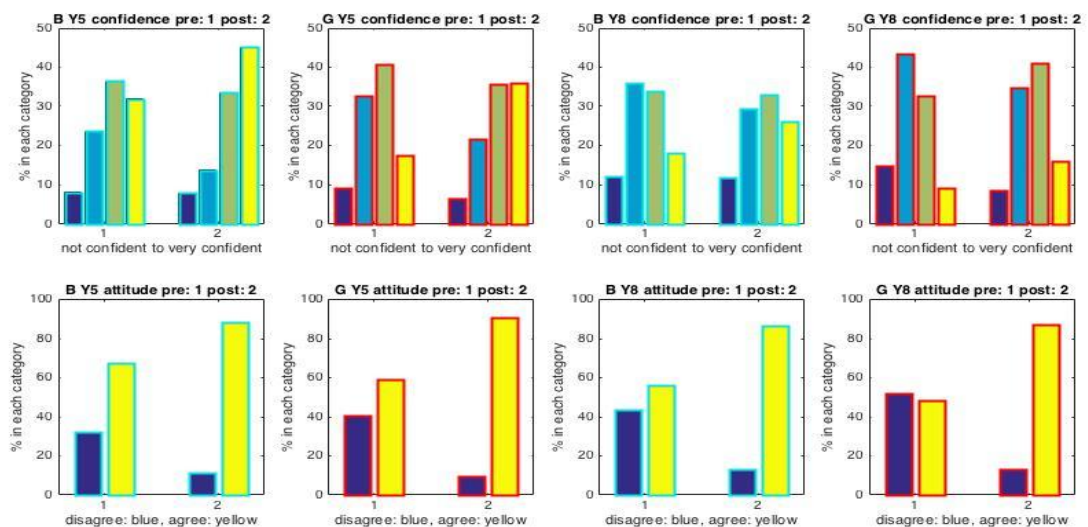 B Y5 confidence pre: 1 post: 2
50
40
30
20
10
0
% in each category
1 2
not confident to very confident
G Y5 confidence pre: 1 post: 2
50
40
30
20
10
0
% in each category
1 2
not confident to very confident
B Y8 confidence pre: 1 post: 2
50
40
30
20
10
0
% in each category
1 2
not confident to very confident
G Y8 confidence pre: 1 post: 2
50
40
30
20
10
0
% in each category
1 2
not confident to very confident
B Y5 attitude pre: 1 post: 2
100
80
60
40
20
0
% in each category
1 2
disagree: blue, agree: yellow
G Y5 attitude pre: 1 post: 2
100
80
60
40
20
0
% in each category
1 2
disagree: blue, agree: yellow
B Y8 attitude pre: 1 post: 2
100
80
60
40
20
0
% in each category
1 2
disagree: blue, agree: yellow
G Y8 attitude pre: 1 post: 2
100
80
60
40
20
0
% in each category
1 2
disagree: blue, agree: yellow